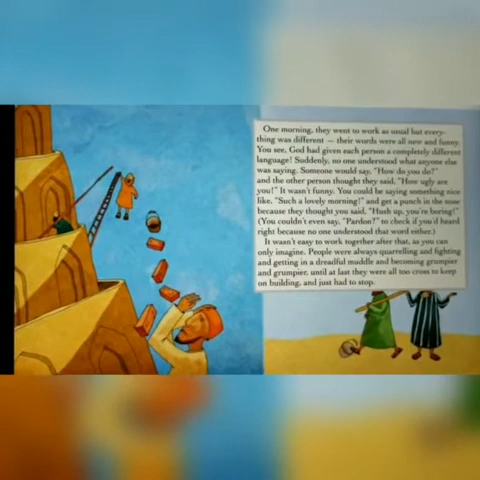 One morning, they went to work as usual but every-
thing was different — their words were all new and funny.
You see, God had given each person a completely different
language! Suddenly, no one understood what anyone else
was saying. Someone would say, "How do you do?"
and the other person thought they said, "How ugly are
you!" It wasn't funny. You could be saying something nice
like, "Such a lovely morning!" and get a punch in the nose
because they thought you said, "Hush up, you're boring!"
(You couldn't even say, "Pardon?" to check if you'd heard
right because no one understood that word either.)
It wasn't easy to work together after that, as you can
only imagine. People were always quarrelling and fighting
and getting in a dreadful muddle and becoming grumpier
and grumpier, until at last they were all too cross to keep
on building, and just had to stop.